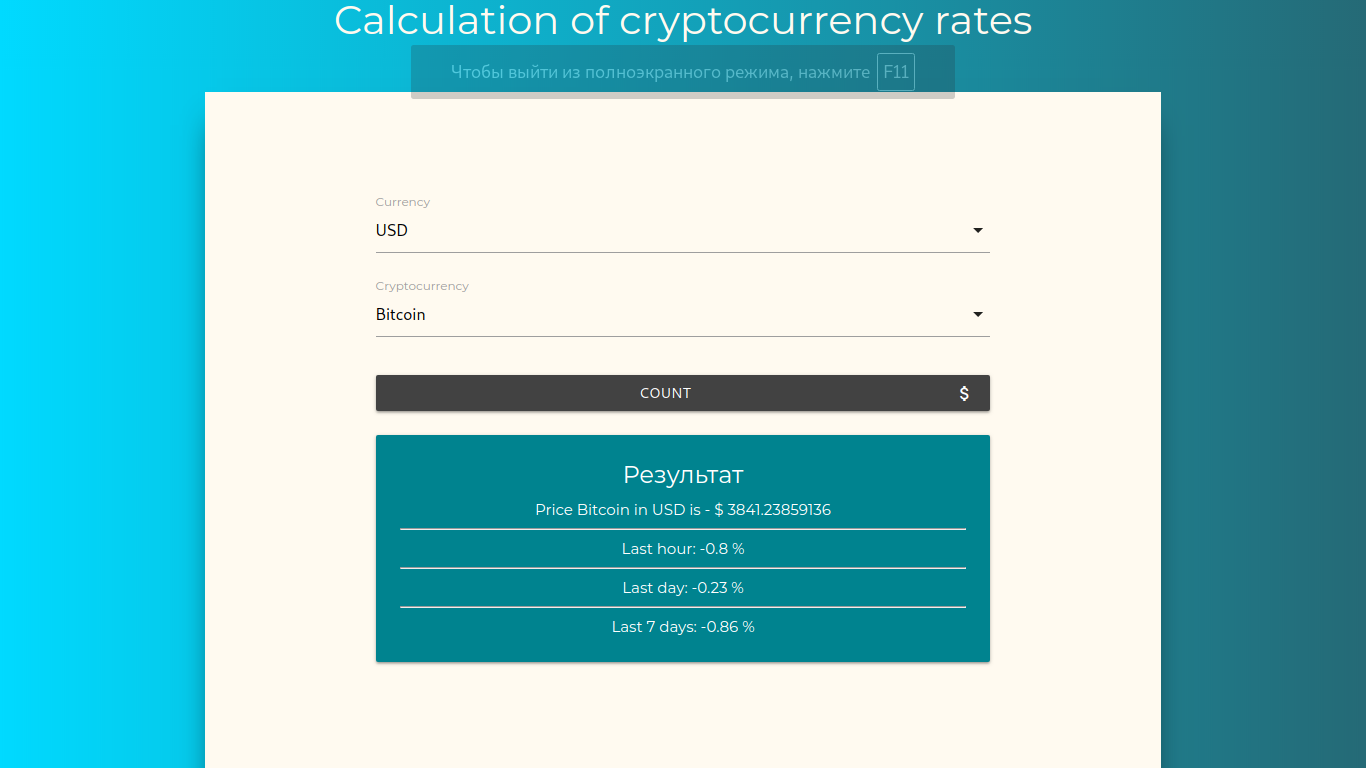 Calculation of cryptocurrency rates
Чтобы выйти из полноэкранного режима, нажмите F11
Currency
USD
Cryptocurrency
Bitcoin
COUNT $
Результат
Price Bitcoin in USD is - $ 3841.23859136
Last hour: -0.8 %
Last day: -0.23 %
Last 7 days: -0.86 %